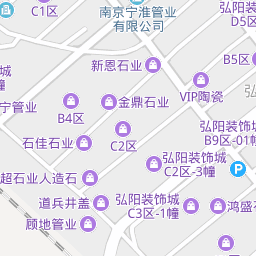 C1区
南京宁淮管业
有限公司
弘阳装
D5区
新恩石业
B5区
饰城
幢
VIP陶瓷
B4区
金鼎石业
宁管业
石佳石业
C2区
弘阳装饰城
B9区-01幢
弘阳装饰城
C2区-3幢
超石业人造石
道兵井盖
弘阳装饰城
C3区-1幢
鸿盛
顾地管业